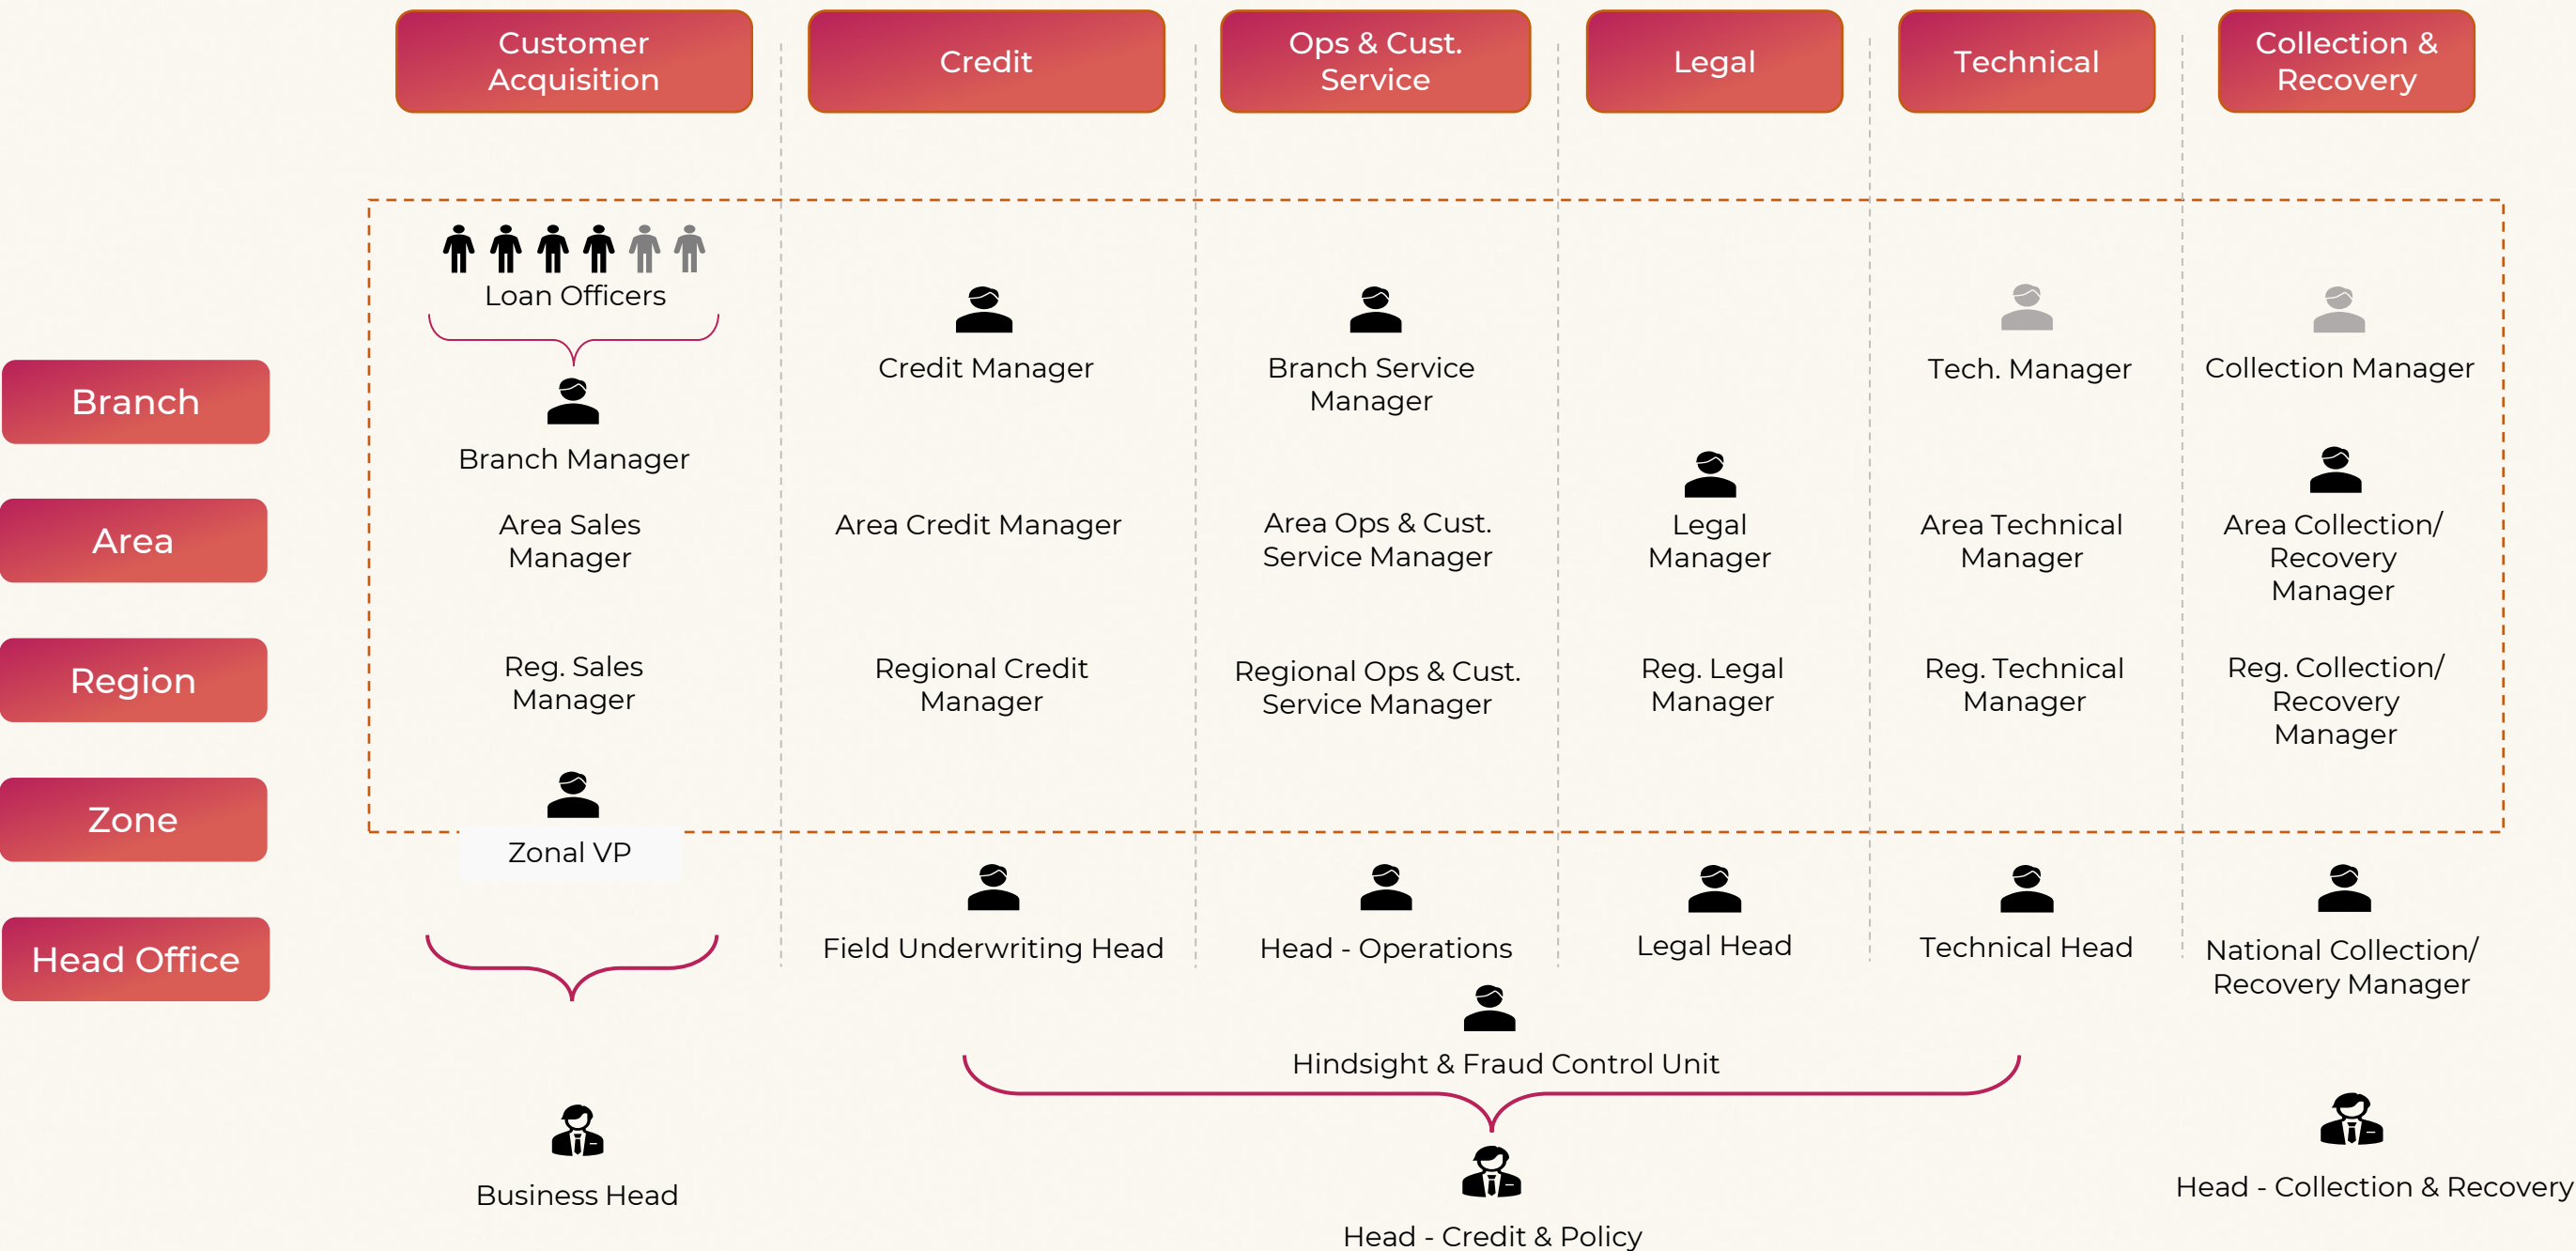 Customer
Acquisition
Credit
Ops & Cust.
Service
Legal
Technical
Collection &
Recovery
Loan Officers
Branch
Branch Manager
Credit Manager
Branch Service
Manager
Tech. Manager
Collection Manager
Area
Area Sales
Manager
Area Credit Manager
Area Ops & Cust.
Service Manager
Legal
Manager
Area Technical
Manager
Area Collection/
Recovery
Manager
Region
Reg. Sales
Manager
Regional Credit
Manager
Regional Ops & Cust.
Service Manager
Reg. Legal
Manager
Reg. Technical
Manager
Reg. Collection/
Recovery
Manager
Zone
Zonal VP
Head Office
Field Underwriting Head
Head - Operations
Legal Head
Technical Head
National Collection/
Recovery Manager
Hindsight & Fraud Control Unit
Business Head
Head - Credit & Policy
Head - Collection & Recovery